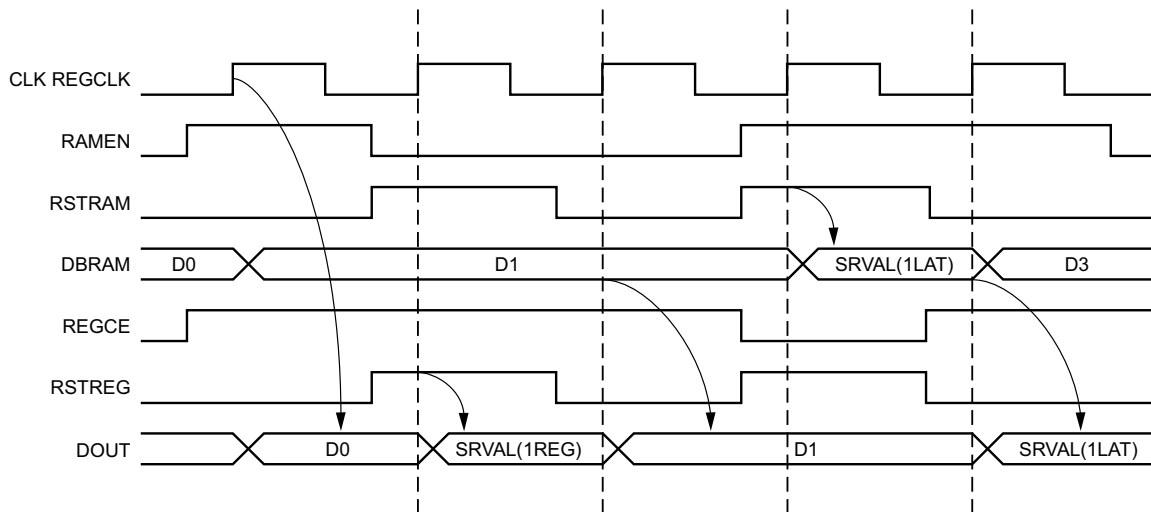 CLK REGCLK
RAMEN
RSTRAM
DBRAM D0 D1 SRVAL(1LAT) D3
REGCE
RSTREG
DOUT D0 SRVAL(1REG) D1 SRVAL(1LAT)